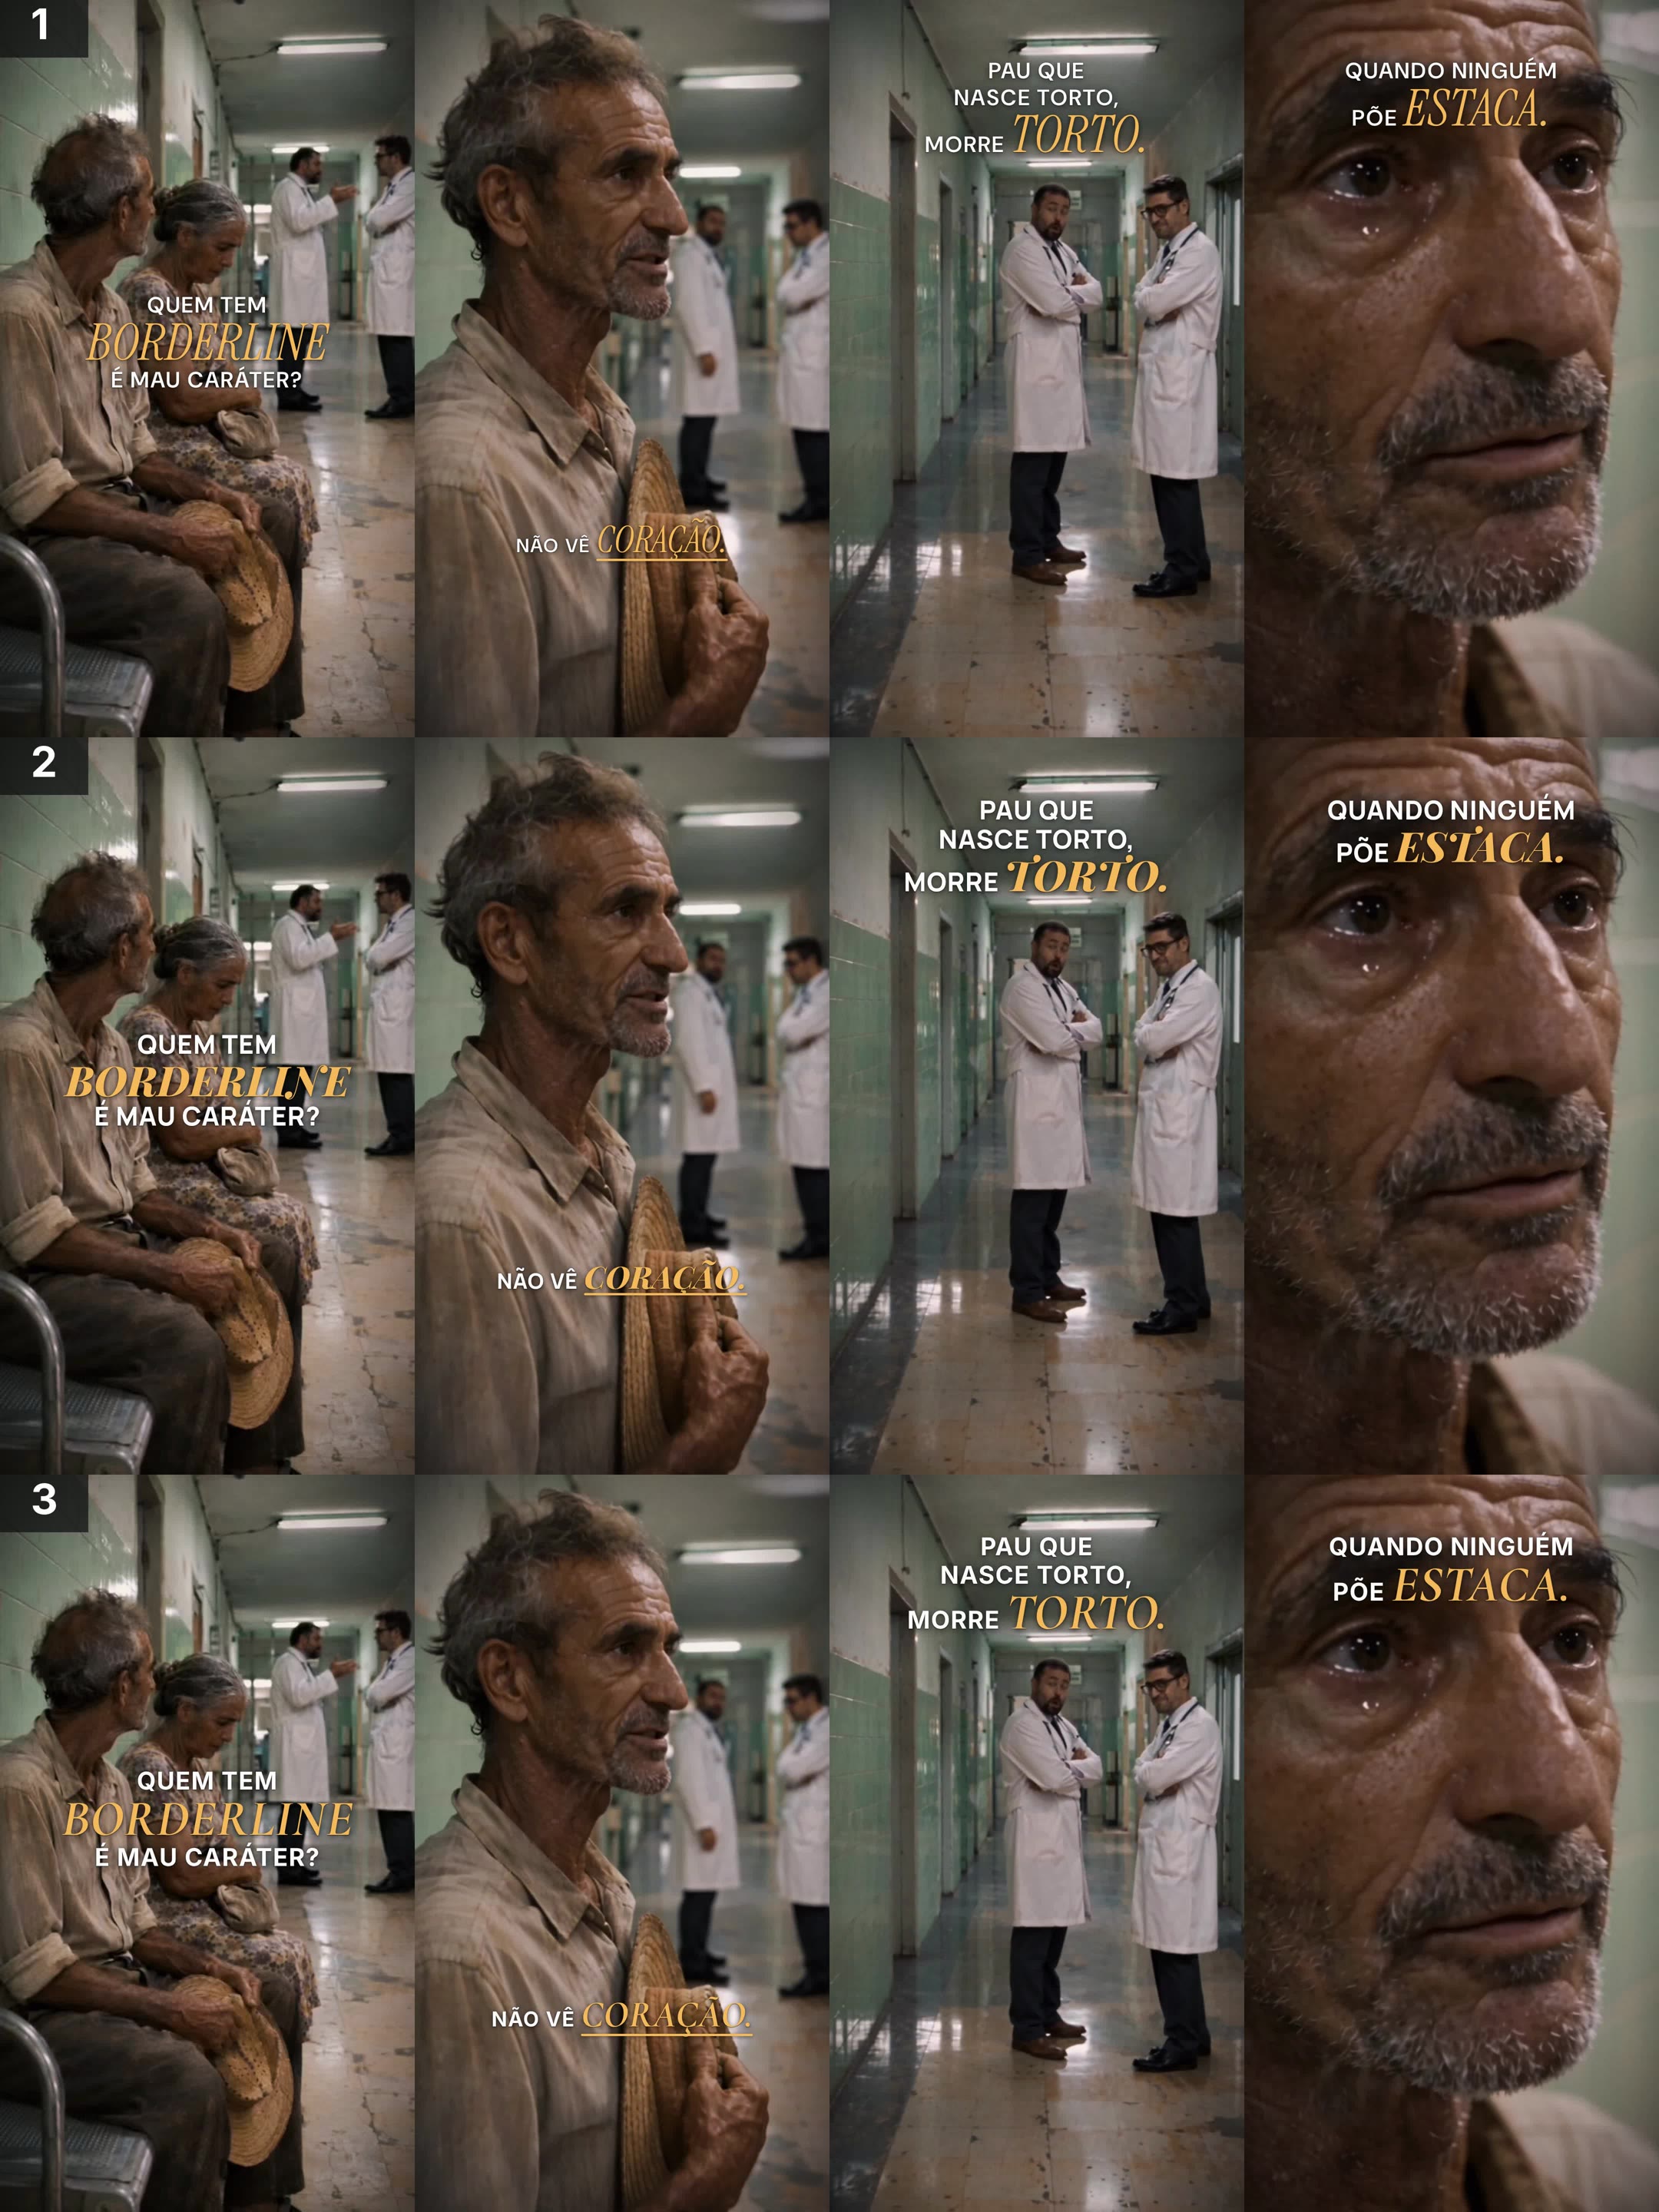 1
QUEM TEM
BORDERLINE
É MAU CARÁTER?
NÃO VÊ CORAÇÃO.
PAU QUE
NASCE TORTO,
MORRE TORTO.
QUANDO NINGUÉM
PÕE ESTACA.
2
QUEM TEM
BORDERLINE
É MAU CARÁTER?
NÃO VÊ CORAÇÃO.
PAU QUE
NASCE TORTO,
MORRE TORTO.
QUANDO NINGUÉM
PÕE ESTACA.
3
QUEM TEM
BORDERLINE
É MAU CARÁTER?
NÃO VÊ CORAÇÃO.
PAU QUE
NASCE TORTO,
MORRE TORTO.
QUANDO NINGUÉM
PÕE ESTACA.